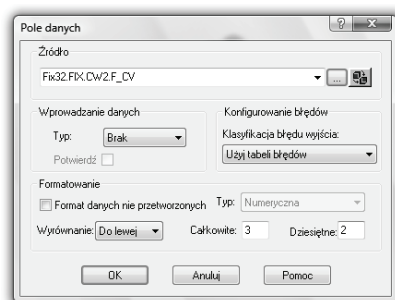 Pole danych
Źródło
Fix32.FIX.CW2.F_CV
...
Wprowadzanie danych
Typ: Brak
Potwierdź
Konfigurowanie błędów
Klasyfikacja błędu wyjścia:
Użyj tabeli błędów
Formatowanie
Format danych nie przetworzonych Typ: Numeryczna
Wyrównanie: Do lewej Całkowite: 3 Dziesiętne: 2
OK Anuluj Pomoc